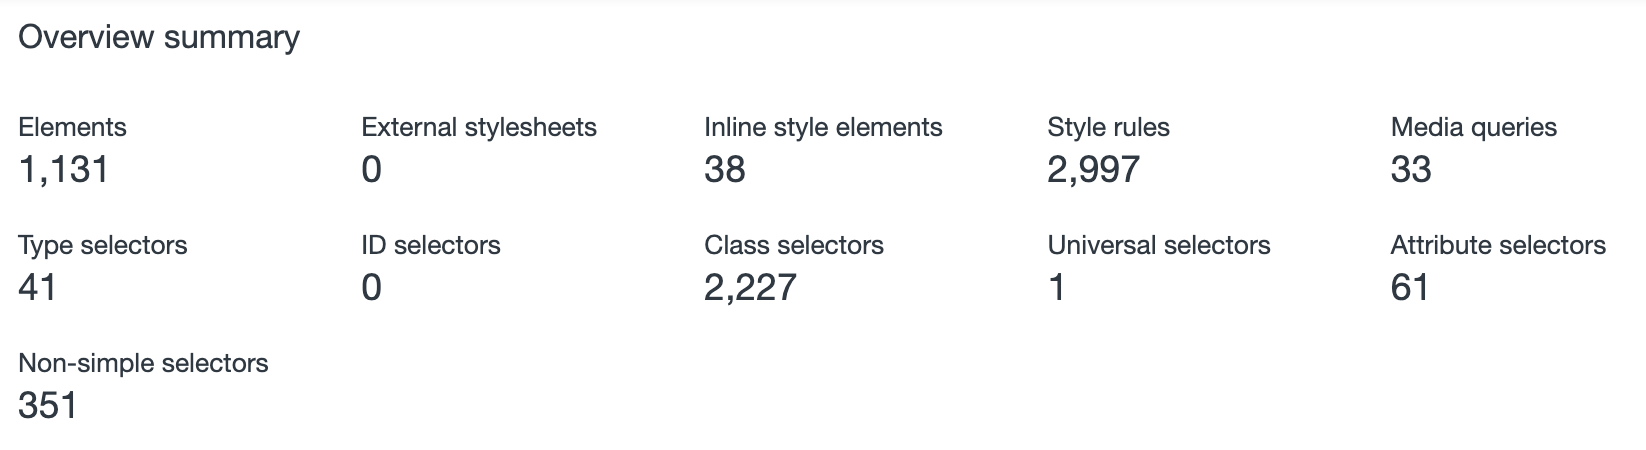 Overview summary
Elements
1,131
External stylesheets
0
Inline style elements
38
Style rules
2,997
Media queries
33
Type selectors
41
ID selectors
0
Class selectors
2,227
Universal selectors
1
Attribute selectors
61
Non-simple selectors
351